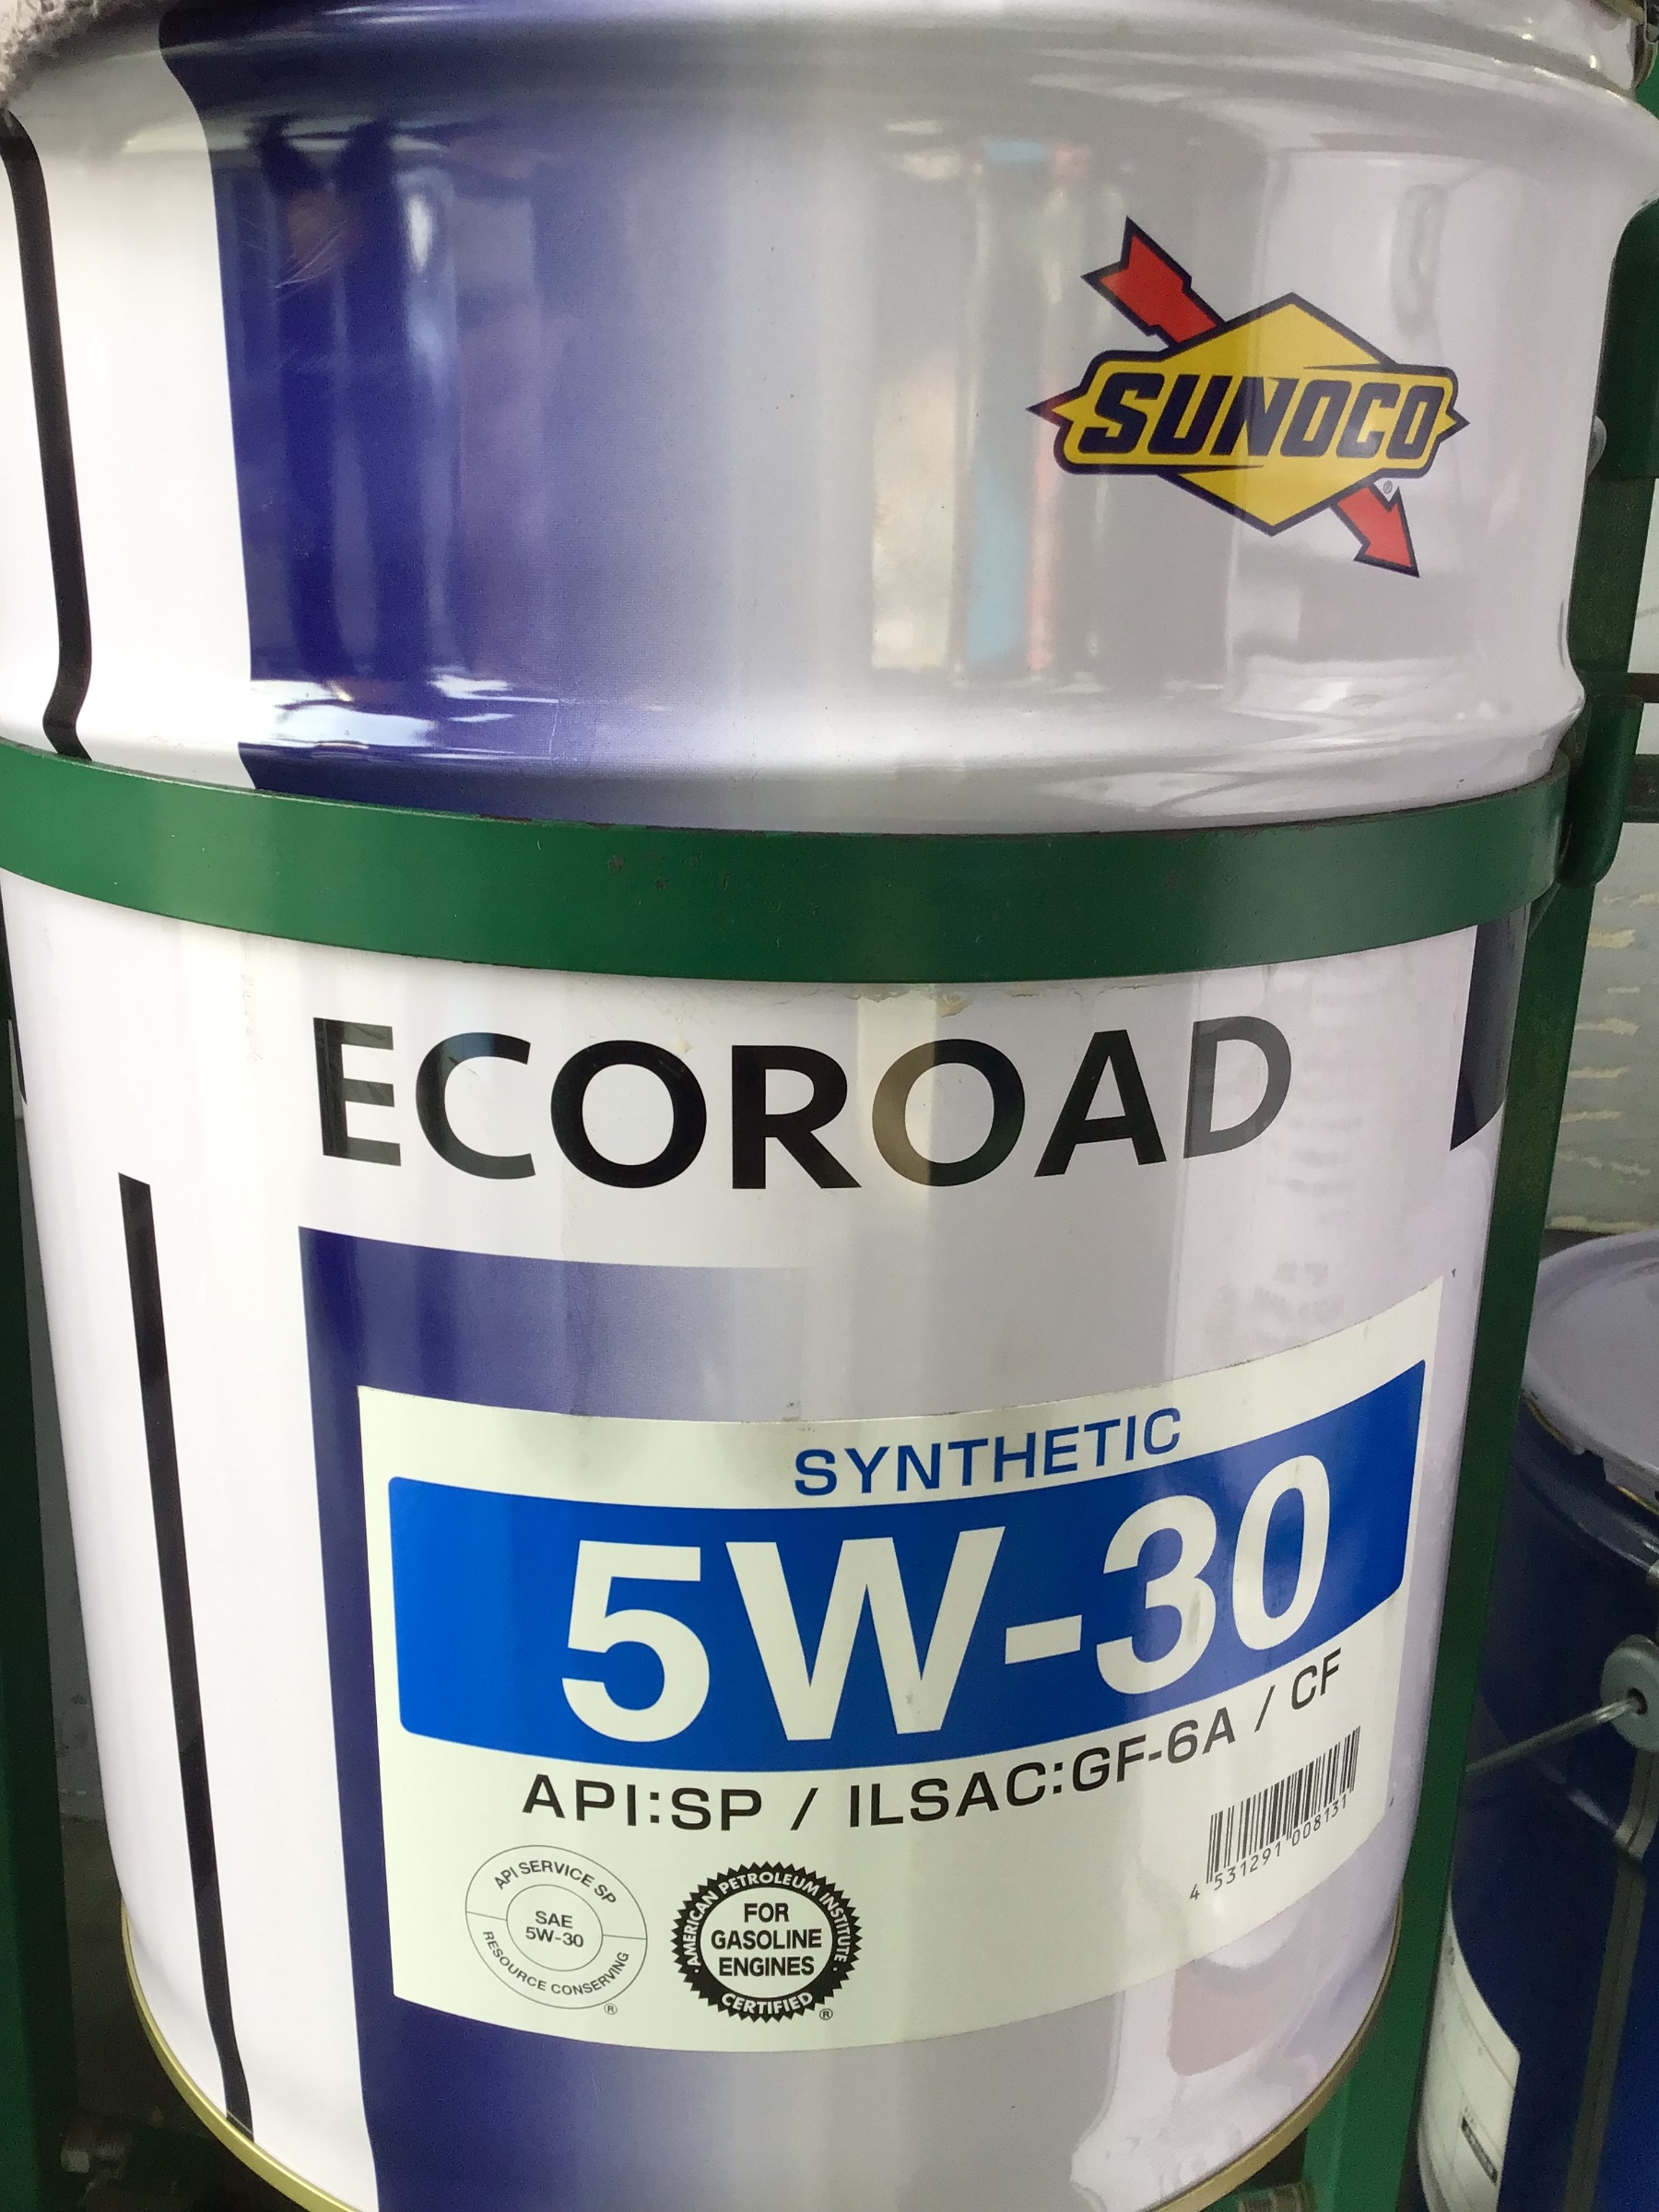 SUNOCO
®
ECOROAD
SYNTHETIC
5W-30
API:SP / ILSAC:GF-6A / CF
4 531291 008131
API SERVICE SP
SAE
5W-30
RESOURCE CONSERVING
®
AMERICAN PETROLEUM INSTITUTE
FOR
GASOLINE
ENGINES
CERTIFIED
®